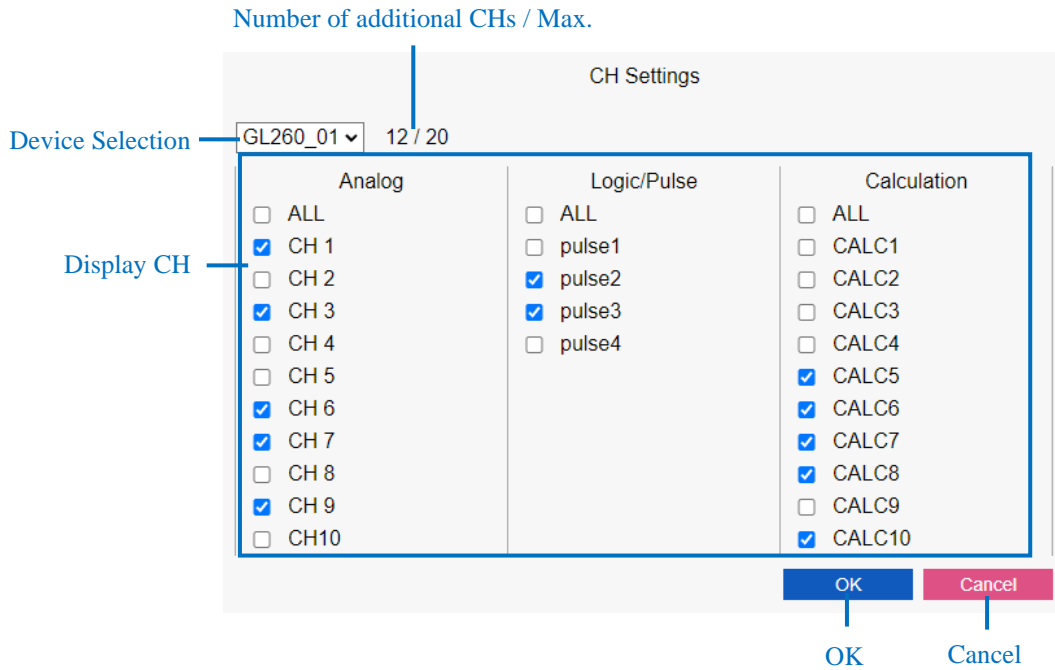 Number of additional CHs / Max.
CH Settings
Device Selection
GL260_01
12 / 20
Analog
Logic/Pulse
Calculation
ALL
ALL
ALL
CH 1
pulse1
CALC1
Display CH
CH 2
pulse2
CALC2
CH 3
pulse3
CALC3
CH 4
pulse4
CALC4
CH 5
CALC5
CH 6
CALC6
CH 7
CALC7
CH 8
CALC8
CH 9
CALC9
CH10
CALC10
OK
Cancel
OK
Cancel